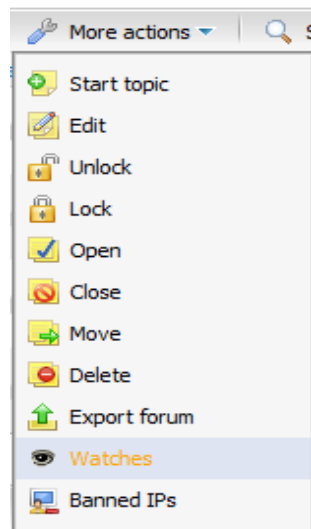 More actions
Start topic
Edit
Unlock
Lock
Open
Close
Move
Delete
Export forum
Watches
Banned IPs